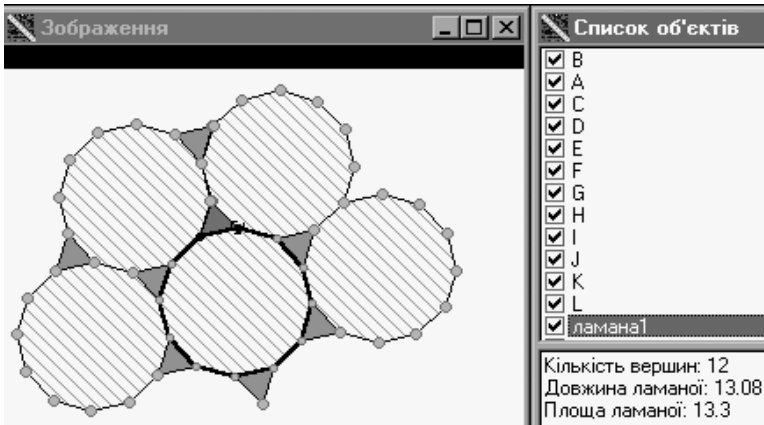 Зображення
Список об'єктів
B
A
C
D
E
F
G
H
I
J
K
L
ламана1
Кількість вершин: 12
Довжина ламаної: 13.08
Площа ламаної: 13.3